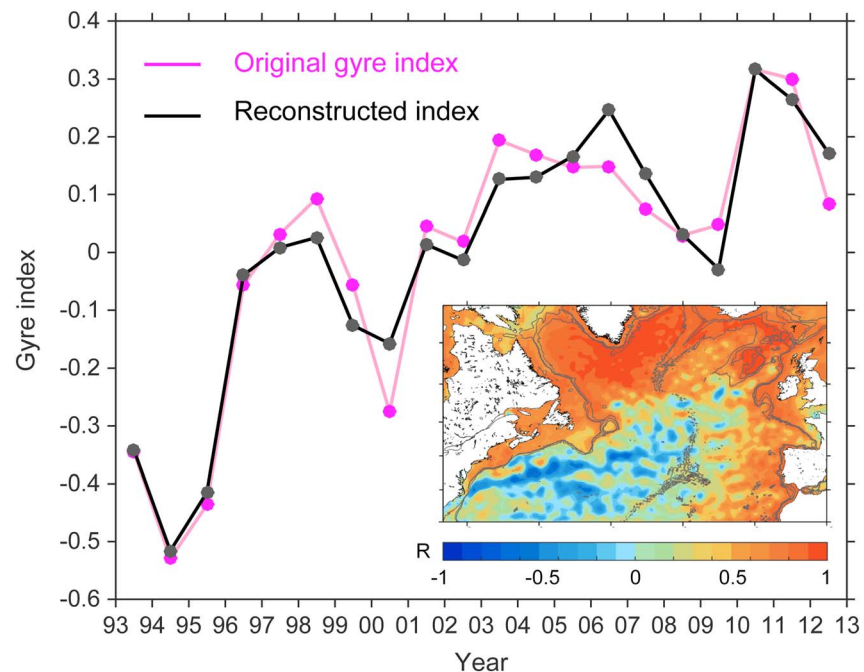 0.4
0.3
0.2
0.1
0
-0.1
-0.2
-0.3
-0.4
-0.5
-0.6
Gyre index
Original gyre index
Reconstructed index
R
-1 -0.5 0 0.5 1
93 94 95 96 97 98 99 00 01 02 03 04 05 06 07 08 09 10 11 12 13
Year